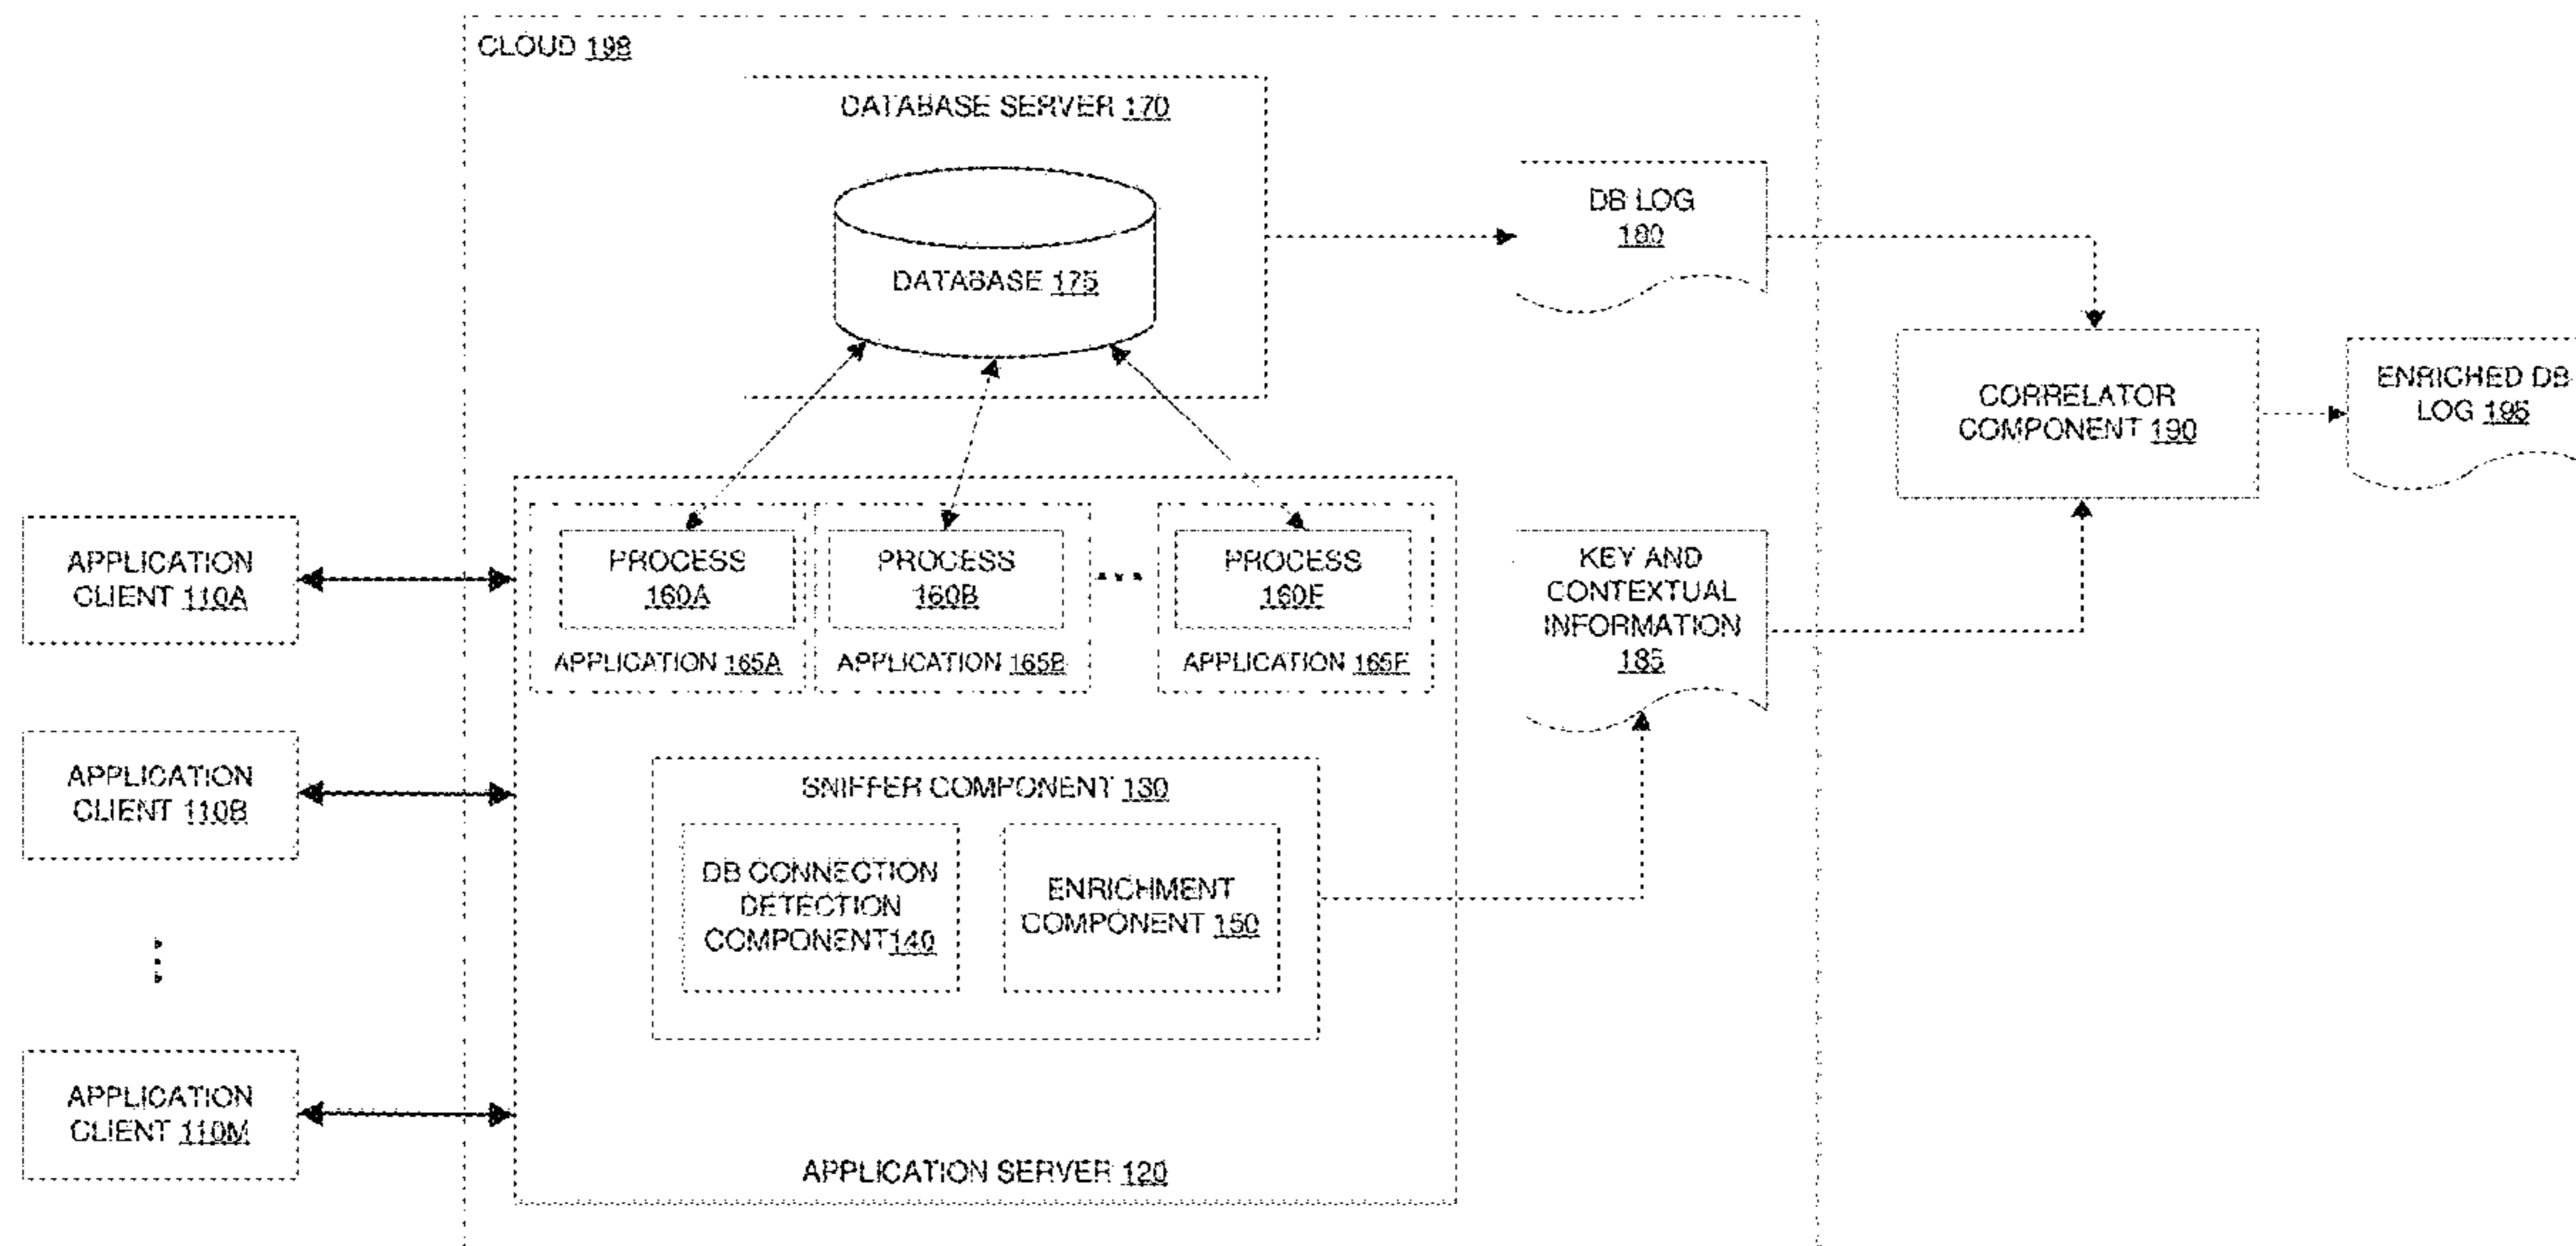 CLOUD 198
DATABASE SERVER 170
DATABASE 175
DB LOG
180
CORRELATOR
COMPONENT 190
ENRICHED DB
LOG 195
APPLICATION
CLIENT 110A
PROCESS
160A
APPLICATION 165A
PROCESS
160B
APPLICATION 165B
...
PROCESS
160F
APPLICATION 165F
KEY AND
CONTEXTUAL
INFORMATION
185
APPLICATION
CLIENT 110B
SNIFFER COMPONENT 130
DB CONNECTION
DETECTION
COMPONENT140
ENRICHMENT
COMPONENT 150
APPLICATION
CLIENT 110M
APPLICATION SERVER 120